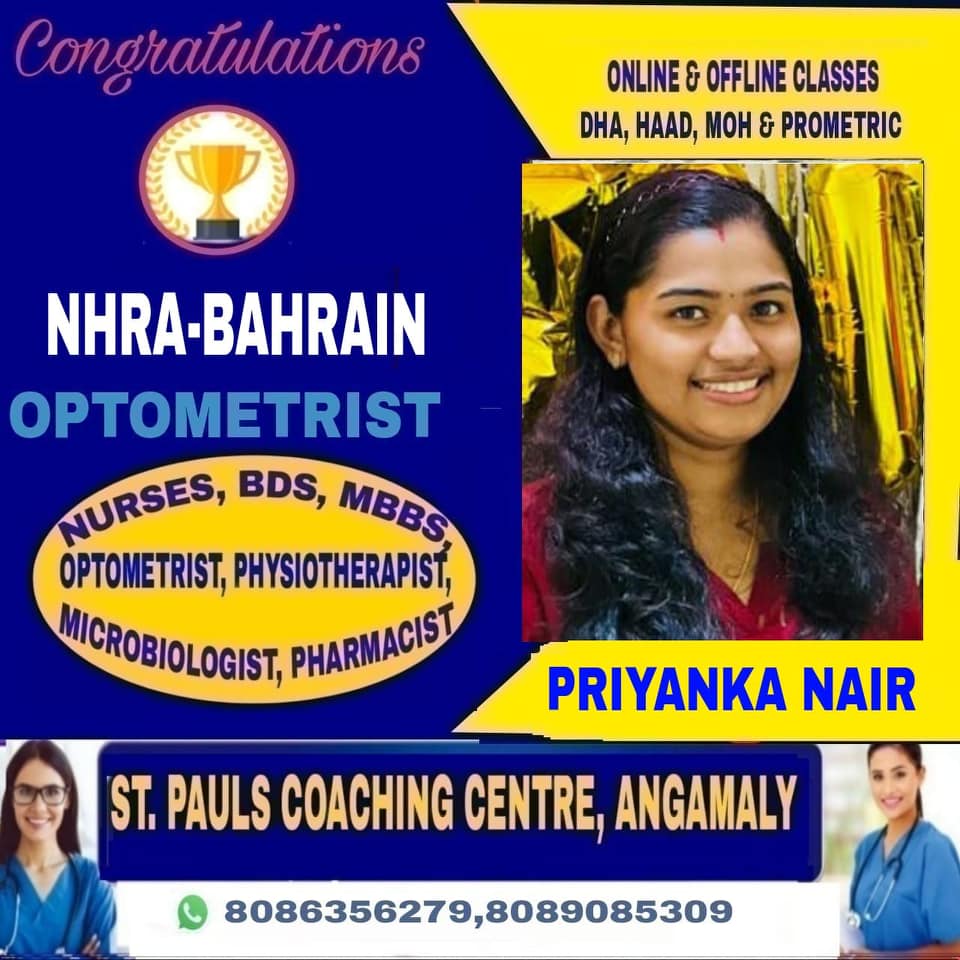 Congratulations
ONLINE & OFFLINE CLASSES
DHA, HAAD, MOH & PROMETRIC
NHRA-BAHRAIN
OPTOMETRIST
NURSES, BDS, MBBS,
OPTOMETRIST, PHYSIOTHERAPIST,
MICROBIOLOGIST, PHARMACIST
PRIYANKA NAIR
ST. PAULS COACHING CENTRE, ANGAMALY
8086356279,8089085309